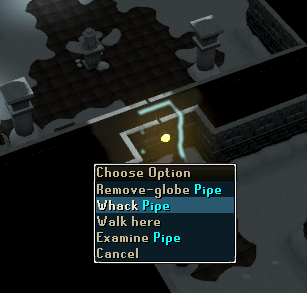 Choose Option
Remove-globe Pipe
Whack Pipe
Walk here
Examine Pipe
Cancel